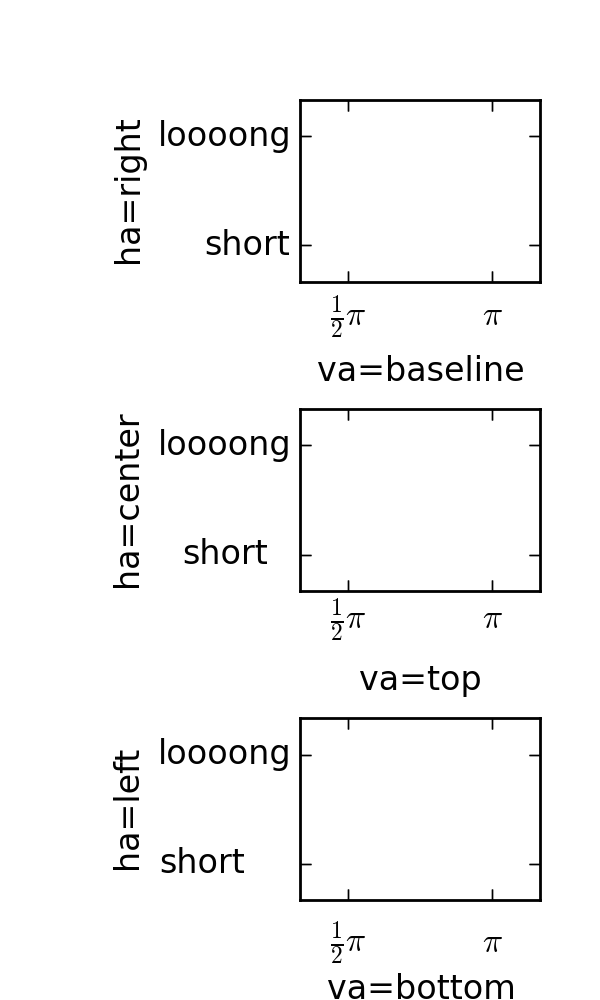 ha=right
loooong
short
½π π
va=baseline
ha=center
loooong
short
½π π
va=top
ha=left
loooong
short
½π π
va=bottom